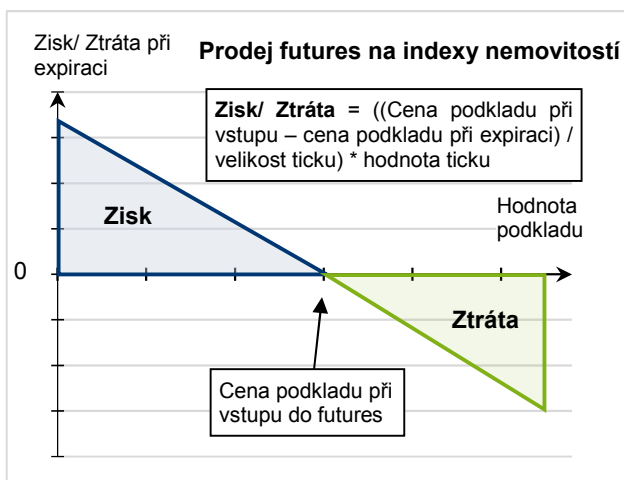 Zisk/ Ztráta při
expiraci
Prodej futures na indexy nemovitostí
Zisk/ Ztráta = ((Cena podkladu při
vstupu – cena podkladu při expiraci) /
velikost ticku) * hodnota ticku
Zisk
Hodnota
podkladu
0
Ztráta
Cena podkladu při
vstupu do futures